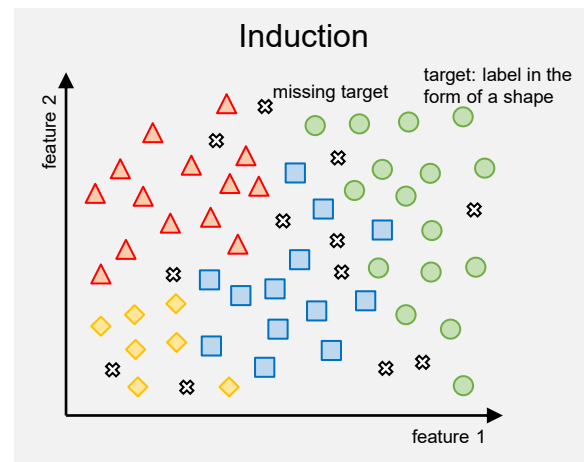 Induction
target: label in the
form of a shape
missing target
feature 2
feature 1